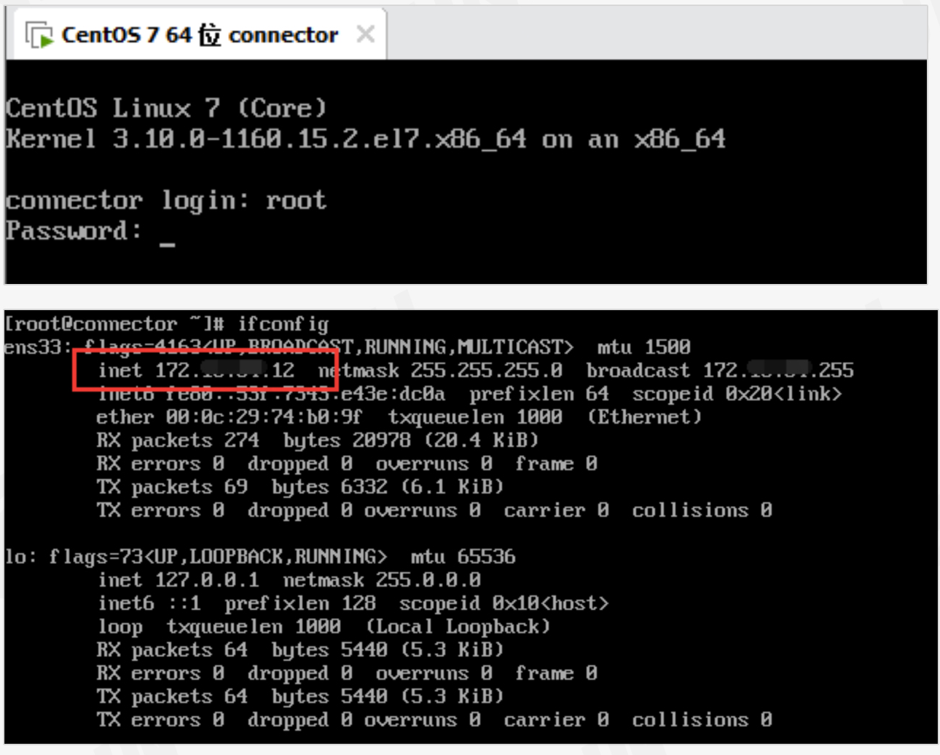 CentOS 7 64 位 connector
CentOS Linux 7 (Core)
Kernel 3.10.0-1160.15.2.el7.x86_64 on an x86_64
connector login: root
Password: _
[root@connector ~]# ifconfig
ens33: flags=4163<UP,BROADCAST,RUNNING,MULTICAST> mtu 1500
inet 172. .12 netmask 255.255.255.0 broadcast 172. .255
inet6 :e43e:dc0a prefixlen 64 scopeid 0x20<link>
ether 00:0c:29:74:b0:9f txqueuelen 1000 (Ethernet)
RX packets 274 bytes 20978 (20.4 KiB)
RX errors 0 dropped 0 overruns 0 frame 0
TX packets 69 bytes 6332 (6.1 KiB)
TX errors 0 dropped 0 overruns 0 carrier 0 collisions 0
lo: flags=73<UP,LOOPBACK,RUNNING> mtu 65536
inet 127.0.0.1 netmask 255.0.0.0
inet6 ::1 prefixlen 128 scopeid 0x10<host>
loop txqueuelen 1000 (Local Loopback)
RX packets 64 bytes 5440 (5.3 KiB)
RX errors 0 dropped 0 overruns 0 frame 0
TX packets 64 bytes 5440 (5.3 KiB)
TX errors 0 dropped 0 overruns 0 carrier 0 collisions 0